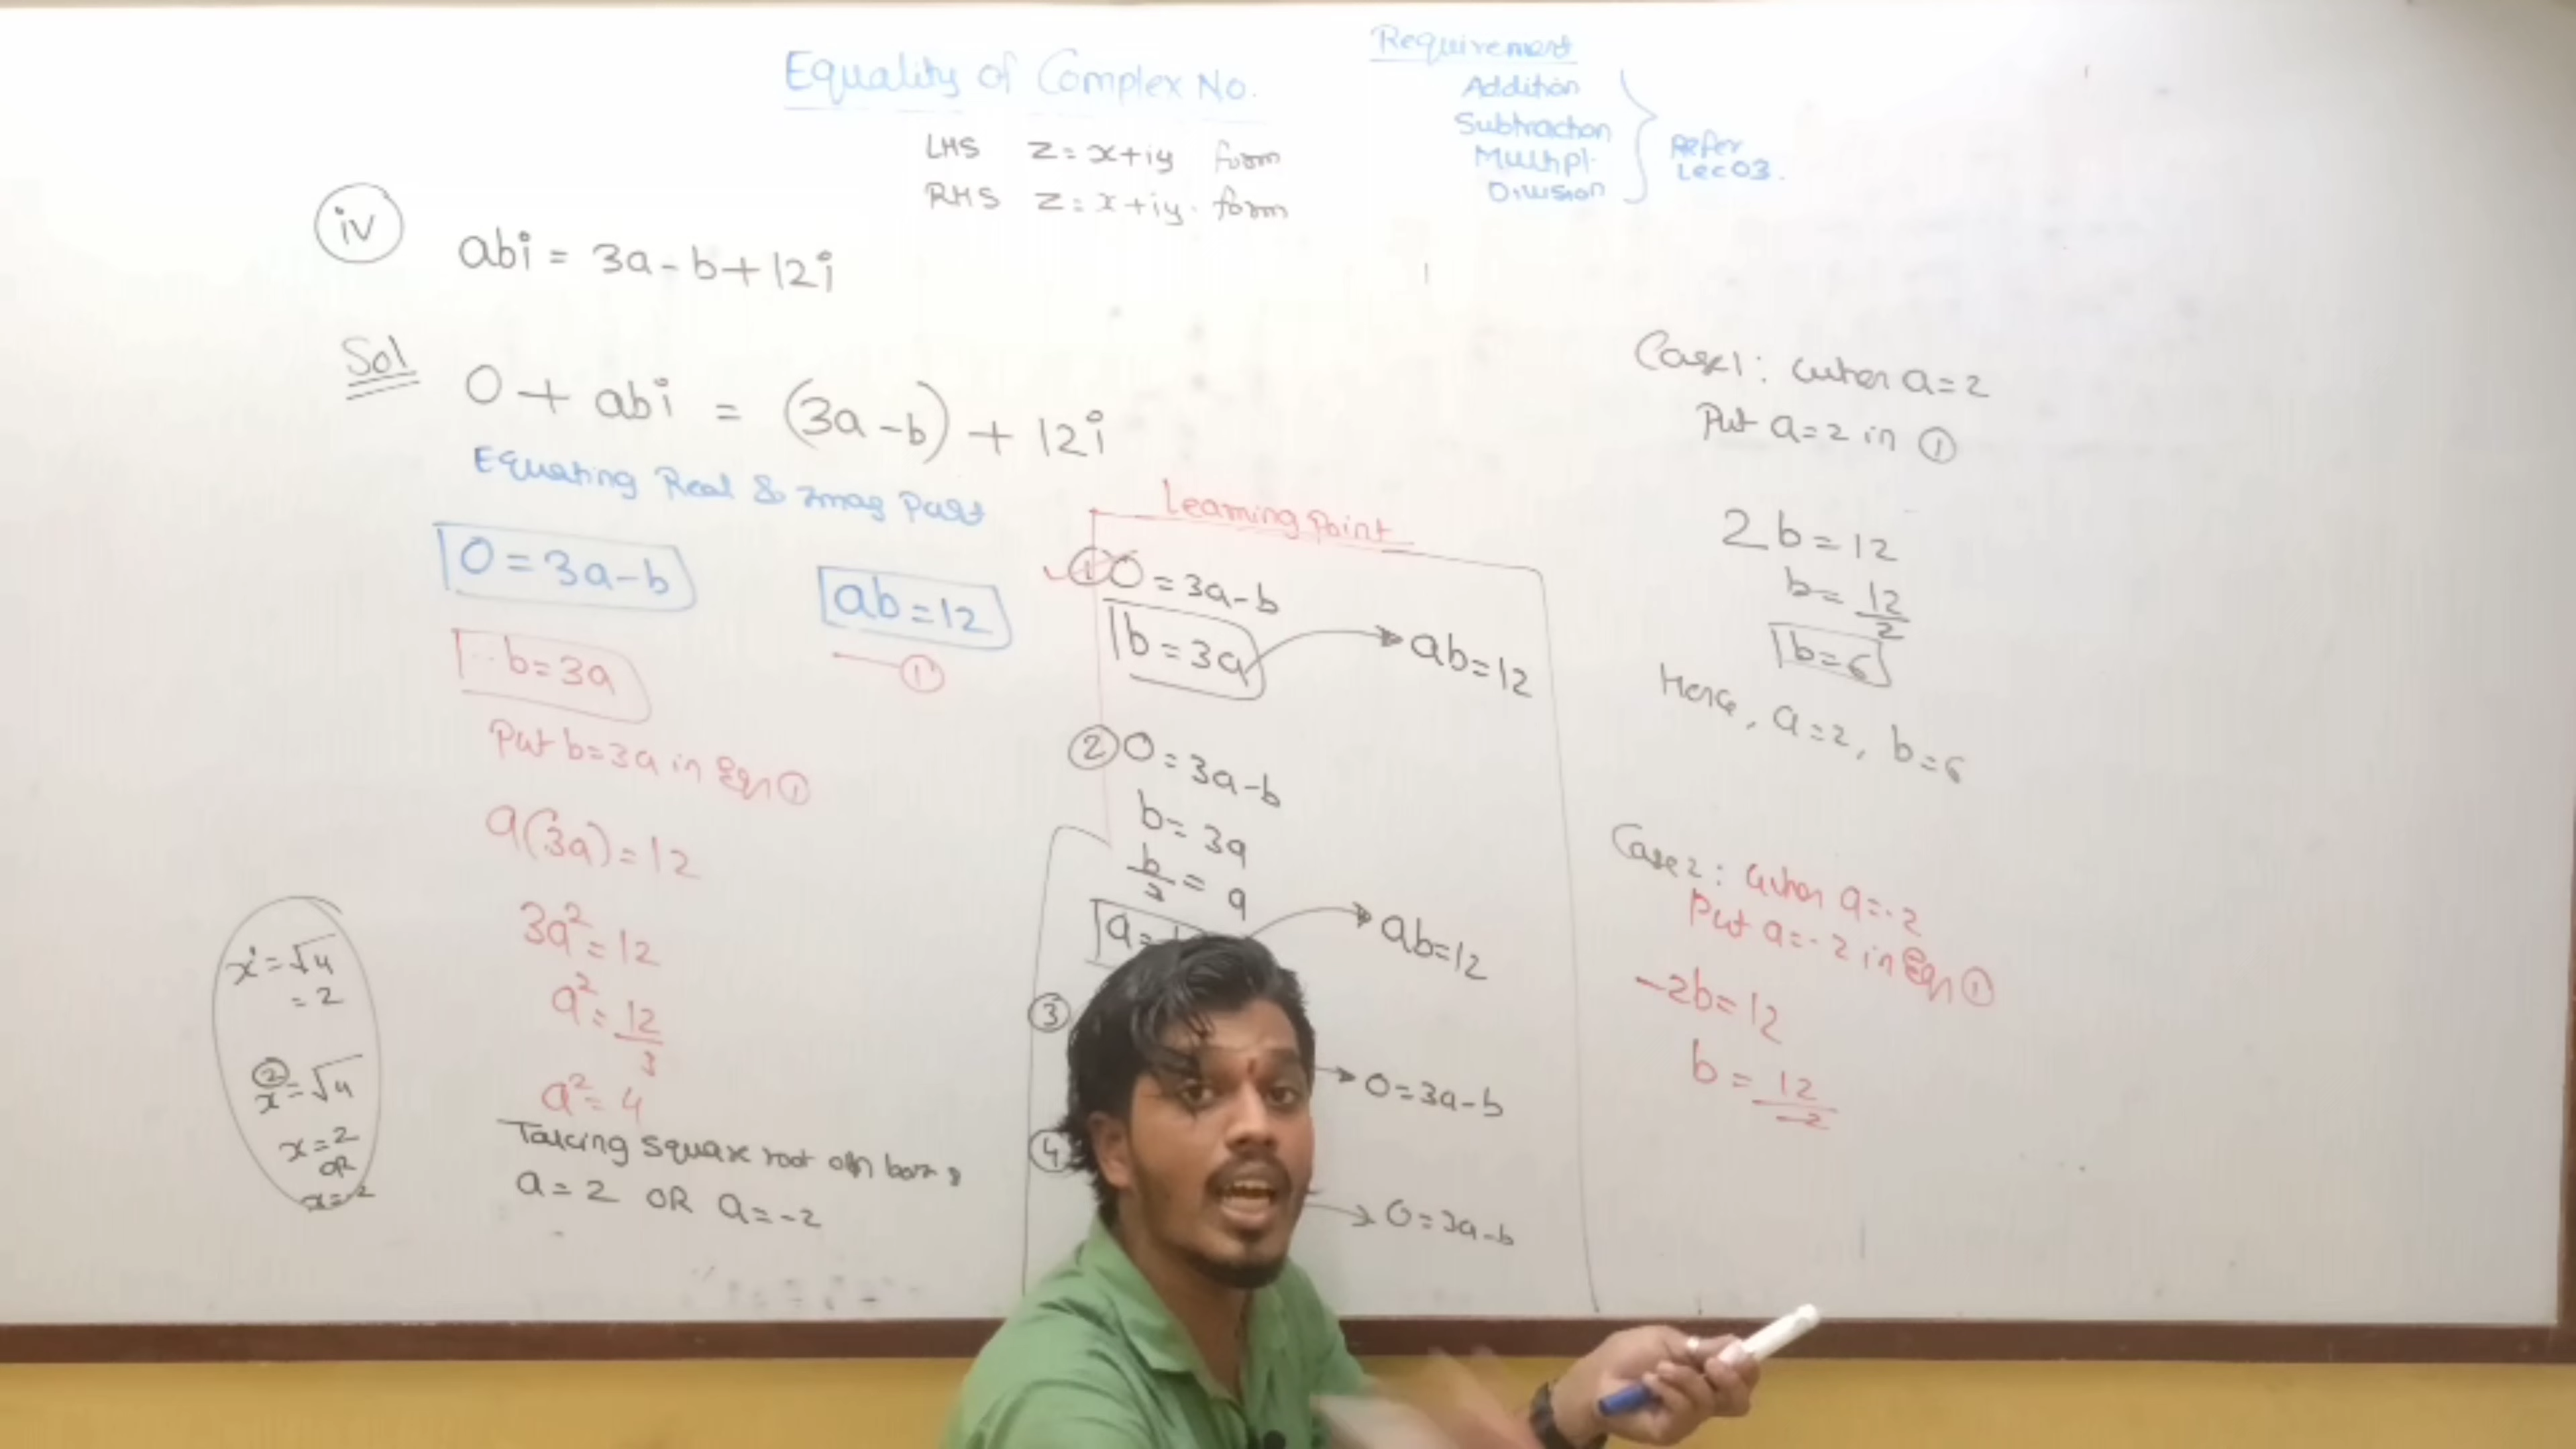 Equality of Complex No.
LHS z = x+iy form
RHS z = x+iy. form
Requirement
Addition
Subtraction
Multipl.
Division
Refer
Lec 03.
iv abi = 3a - b + 12i
Sol 0 + abi = (3a - b) + 12i
Equating Real & Imag Part
0 = 3a - b
ab = 12
b = 3a
①
Put b = 3a in Eqn ①
a(3a) = 12
3a² = 12
a² = 12/3
a² = 4
Taking square root on both s
a = 2 OR a = -2
= √4
= 2
= √4
x = 2
OR
x = -2
Learning Point
① 0 = 3a - b
b = 3a → ab = 12
② 0 = 3a - b
b = 3a
b/3 = a
a = → ab = 12
③ → 0 = 3a - b
④ → 0 = 3a - b
Case 1: when a = 2
Put a = 2 in ①
2b = 12
b = 12/2
b = 6
Hence, a = 2, b = 6
Case 2: when a = -2
Put a = -2 in Eqn ①
-2b = 12
b = 12/-2